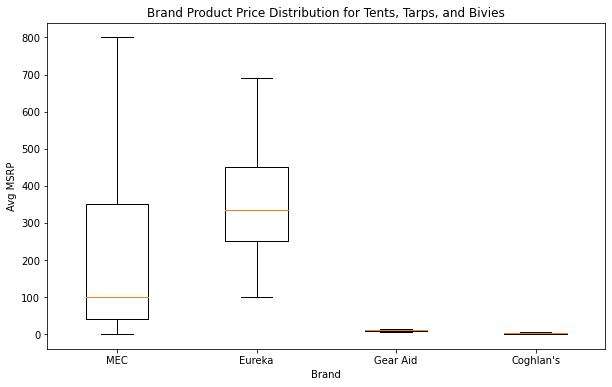 Brand Product Price Distribution for Tents, Tarps, and Bivies
800
700
600
500
400
300
200
100
0
Avg MSRP
MEC Eureka Gear Aid Coghlan's
Brand